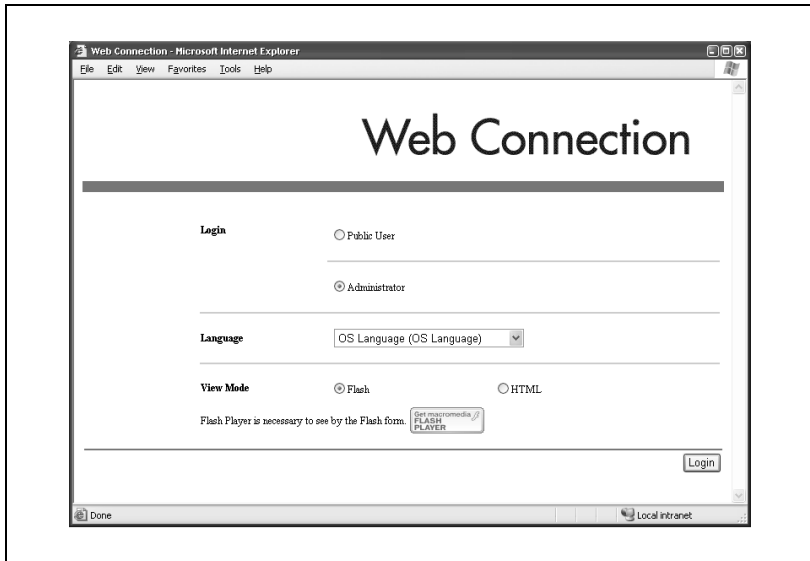 Web Connection - Microsoft Internet Explorer
File Edit View Favorites Tools Help
Web Connection
Login
Public User
Administrator
Language
OS Language (OS Language)
View Mode
Flash
HTML
Flash Player is necessary to see by the Flash form.
Get macromedia
FLASH
PLAYER
Login
Done
Local intranet